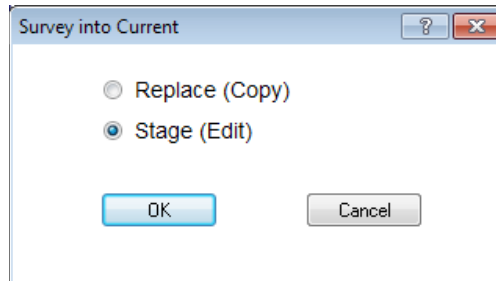 Survey into Current
?
Replace (Copy)
Stage (Edit)
OK
Cancel